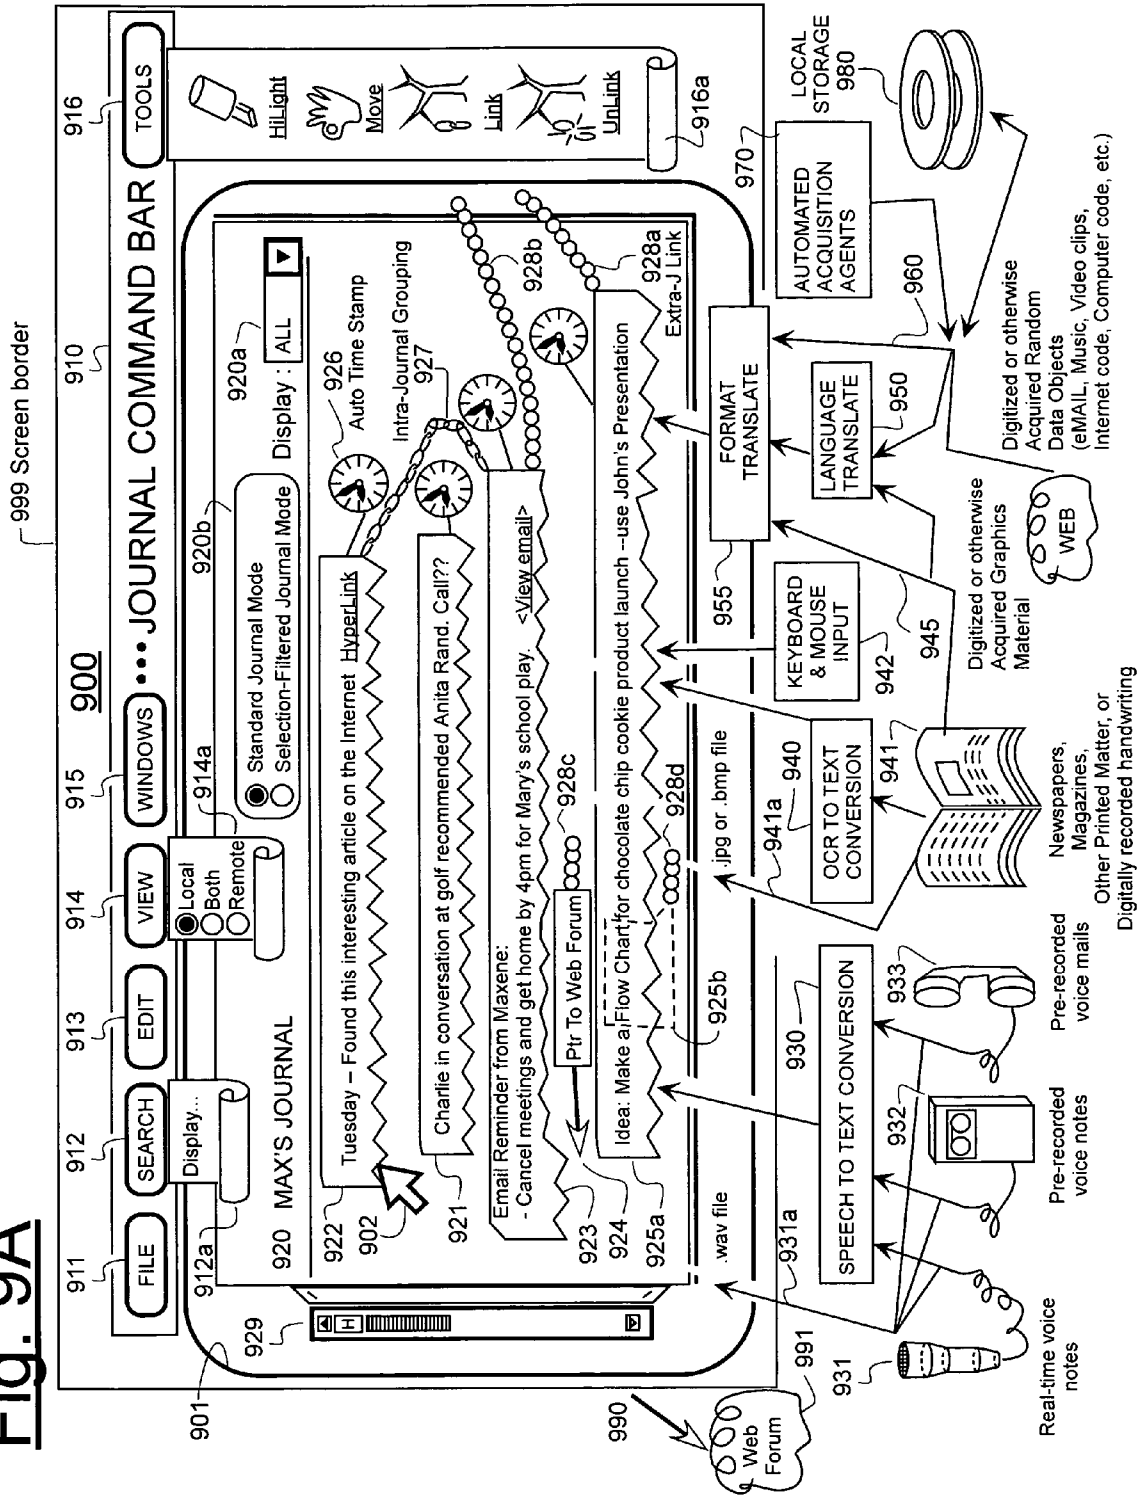 Fig. 9A
999 Screen border
900
910
911
912
913
914
915
916
FILE
SEARCH
EDIT
VIEW
WINDOWS
••••JOURNAL COMMAND BAR
TOOLS
912a
Display...
Local
Both
Remote
914a
HiLight
Move
Link
UnLink
916a
901
920b
Standard Journal Mode
Selection-Filtered Journal Mode
920a
Display :
ALL
▼
920 MAX'S JOURNAL
929
H
922
Tuesday – Found this interesting article on the Internet HyperLink
926
Auto Time Stamp
902
921
Charlie in conversation at golf recommended Anita Rand. Call??
Intra-Journal Grouping
927
923
Email Reminder from Maxene:
- Cancel meetings and get home by 4pm for Mary's school play. <View email>
928b
924
Ptr To Web Forum
928c
925a
Idea: Make a Flow Chart for chocolate chip cookie product launch --use John's Presentation
928a
Extra-J Link
925b
928d
990
991
Web
Forum
.wav file
931a
.jpg or .bmp file
941a
930
SPEECH TO TEXT CONVERSION
940
OCR TO TEXT
CONVERSION
KEYBOARD
& MOUSE
INPUT
942
955
FORMAT
TRANSLATE
945
LANGUAGE
TRANSLATE
950
960
970
AUTOMATED
ACQUISITION
AGENTS
LOCAL
STORAGE
980
931
Real-time voice
notes
932
Pre-recorded
voice notes
933
Pre-recorded
voice mails
941
Newspapers,
Magazines,
Other Printed Matter, or
Digitally recorded handwriting
Digitized or otherwise
Acquired Graphics
Material
WEB
Digitized or otherwise
Acquired Random
Data Objects
(eMAIL, Music, Video clips,
Internet code, Computer code, etc.)